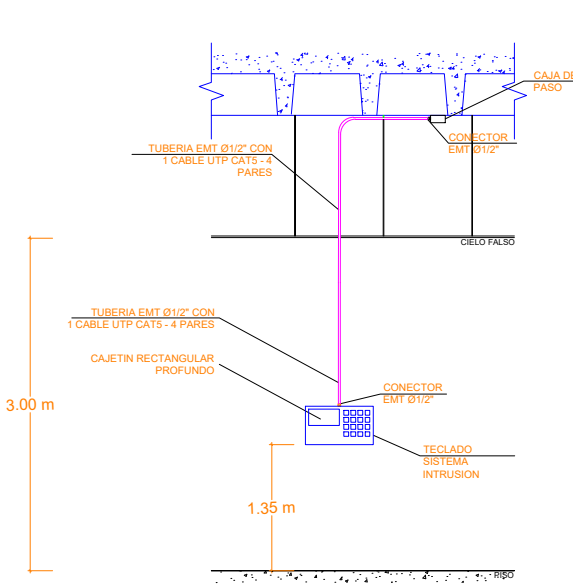 CAJA DE
PASO
CONECTOR
EMT Ø1/2"
TUBERIA EMT Ø1/2" CON
1 CABLE UTP CAT5 - 4
PARES
CIELO FALSO
TUBERIA EMT Ø1/2" CON
1 CABLE UTP CAT5 - 4 PARES
CAJETIN RECTANGULAR
PROFUNDO
CONECTOR
EMT Ø1/2"
3.00 m
TECLADO
SISTEMA
INTRUSION
1.35 m
PISO